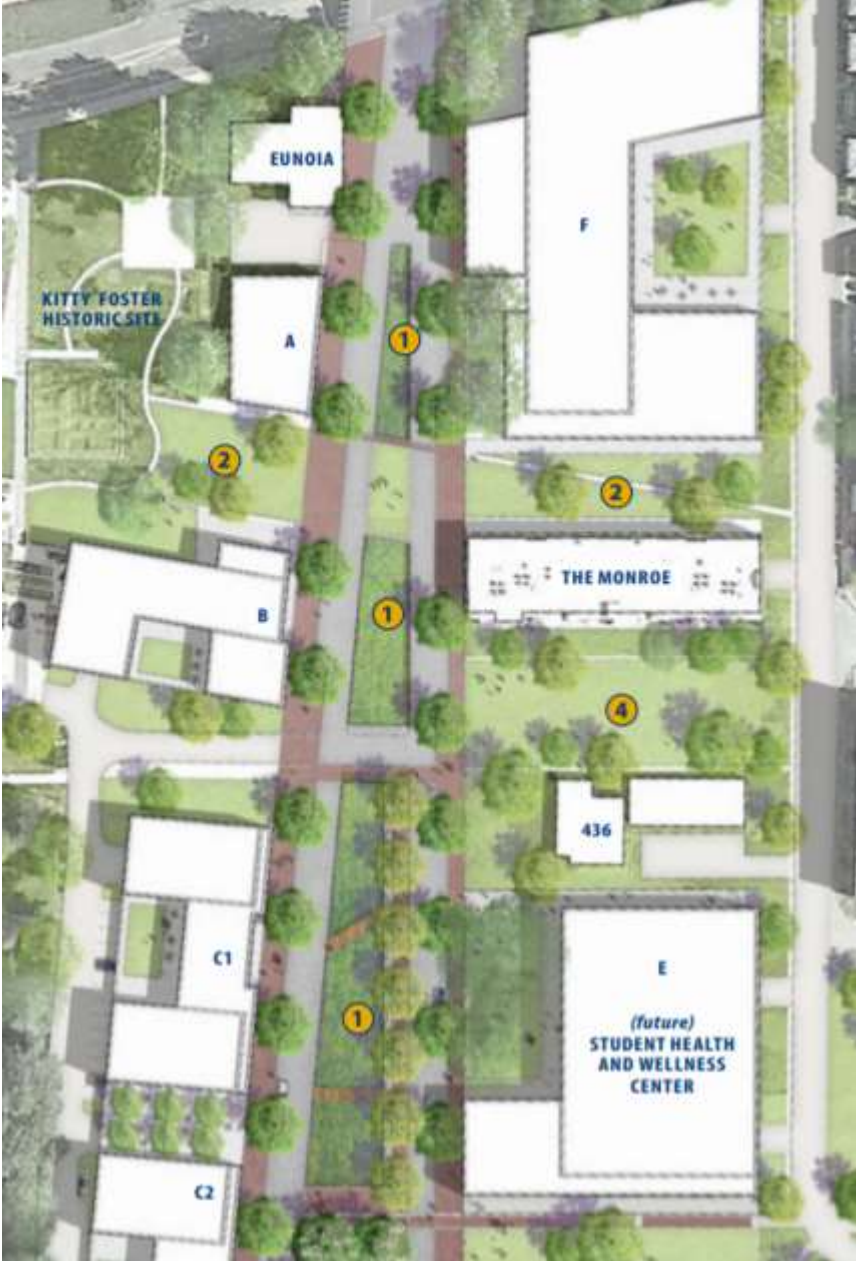 EUNOIA
F
KITTY FOSTER
HISTORIC SITE
A
1
2
2
THE MONROE
B
1
4
436
C1
E
(future)
STUDENT HEALTH
AND WELLNESS
CENTER
1
C2